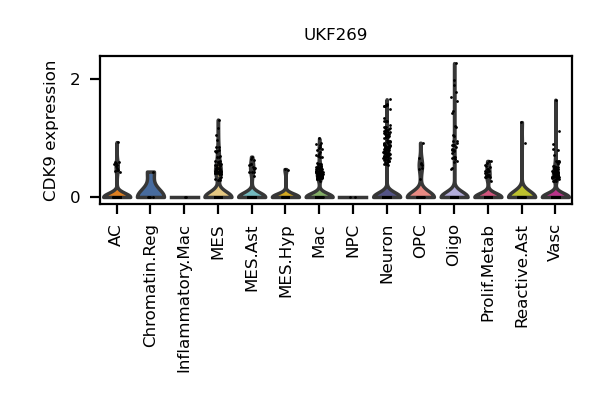 UKF269
CDK9 expression
2
0
AC
Chromatin.Reg
Inflammatory.Mac
MES
MES.Ast
MES.Hyp
Mac
NPC
Neuron
OPC
Oligo
Prolif.Metab
Reactive.Ast
Vasc